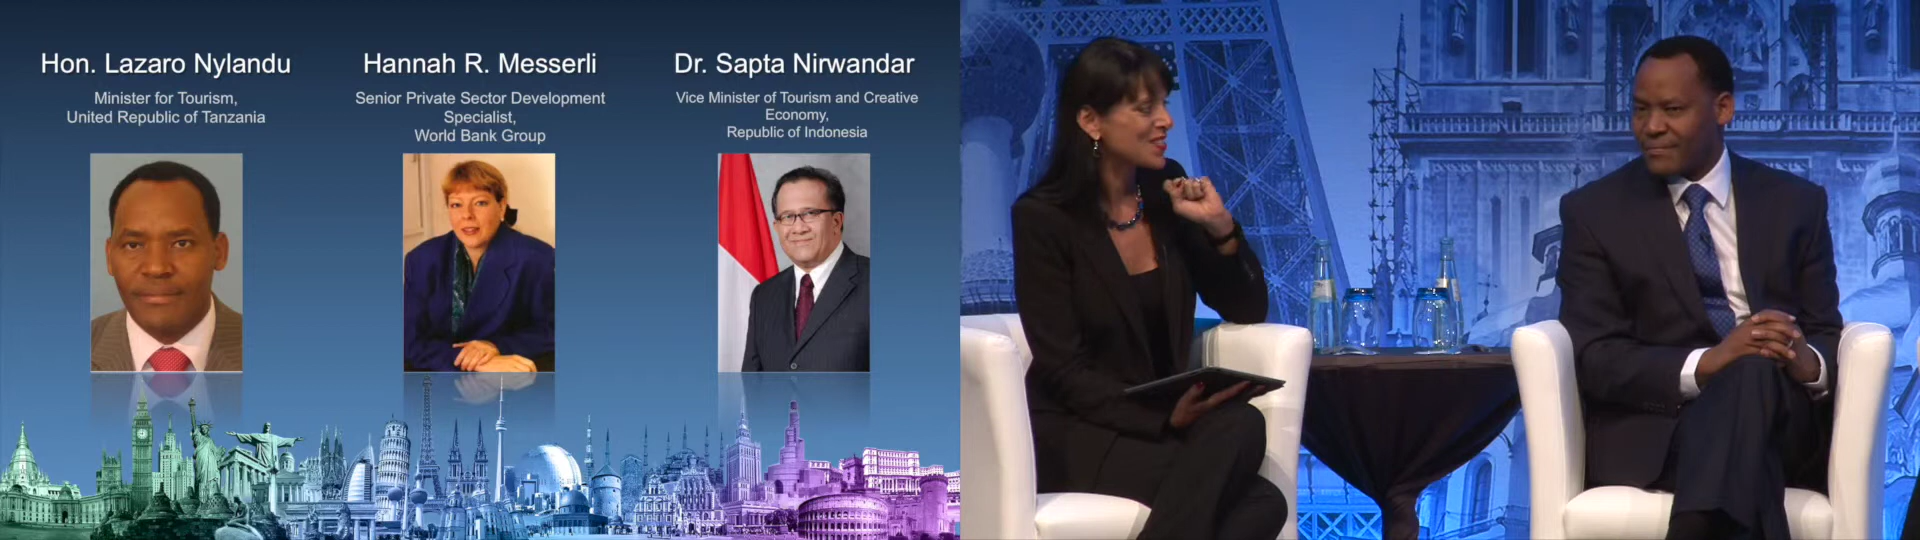 Hon. Lazaro Nylandu
Minister for Tourism,
United Republic of Tanzania
Hannah R. Messerli
Senior Private Sector Development
Specialist,
World Bank Group
Dr. Sapta Nirwandar
Vice Minister of Tourism and Creative
Economy,
Republic of Indonesia